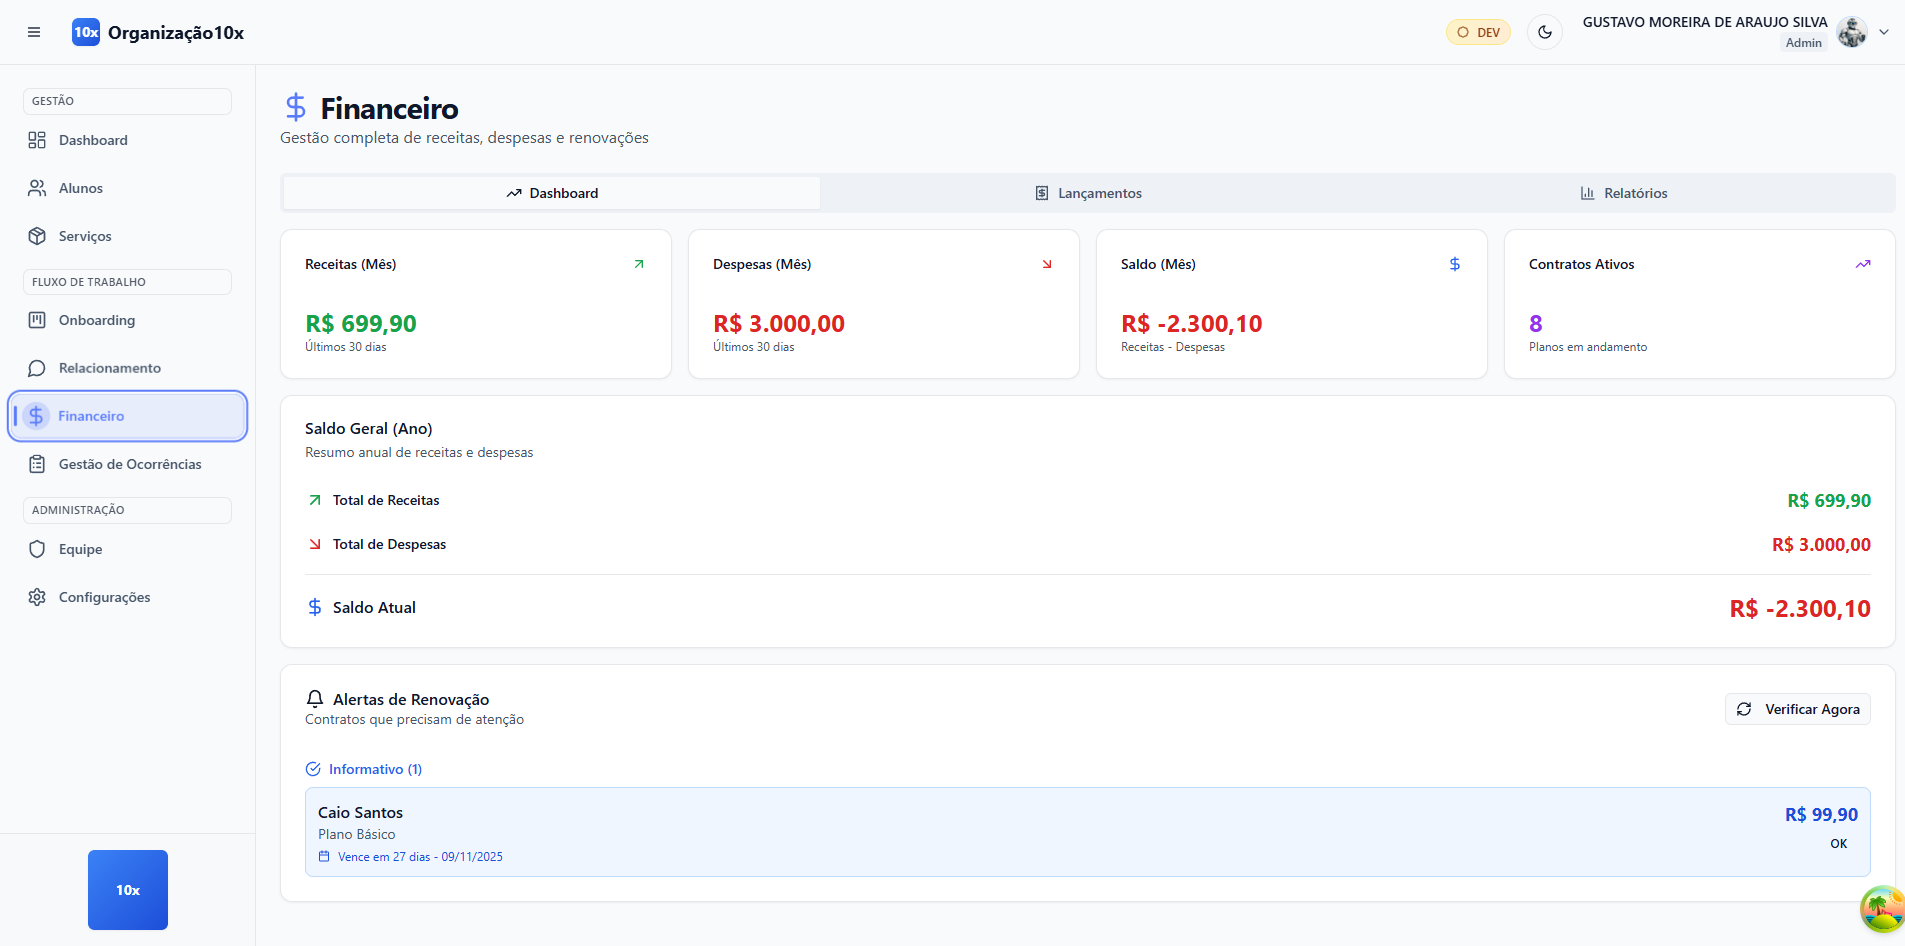 10x Organização10x
DEV
GUSTAVO MOREIRA DE ARAUJO SILVA
Admin
GESTÃO
Dashboard
Alunos
Serviços
FLUXO DE TRABALHO
Onboarding
Relacionamento
Financeiro
Gestão de Ocorrências
ADMINISTRAÇÃO
Equipe
Configurações
10x
Financeiro
Gestão completa de receitas, despesas e renovações
Dashboard
Lançamentos
Relatórios
Receitas (Mês)
R$ 699,90
Últimos 30 dias
Despesas (Mês)
R$ 3.000,00
Últimos 30 dias
Saldo (Mês)
R$ -2.300,10
Receitas - Despesas
Contratos Ativos
8
Planos em andamento
Saldo Geral (Ano)
Resumo anual de receitas e despesas
Total de Receitas R$ 699,90
Total de Despesas R$ 3.000,00
Saldo Atual R$ -2.300,10
Alertas de Renovação
Contratos que precisam de atenção
Verificar Agora
Informativo (1)
Caio Santos
Plano Básico
Vence em 27 dias - 09/11/2025
R$ 99,90
OK